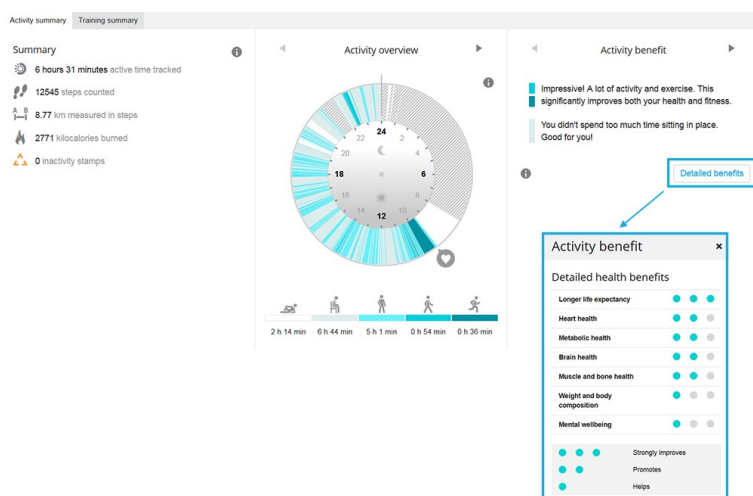 Activity summary
Training summary
Summary
6 hours 31 minutes active time tracked
12545 steps counted
A B
8.77 km measured in steps
2771 kilocalories burned
0 inactivity stamps
Activity overview
24
22 2
20 4
18 6
16 8
14 10
12
2 h 14 min 6 h 44 min 5 h 1 min 0 h 54 min 0 h 36 min
Activity benefit
Impressive! A lot of activity and exercise. This
significantly improves both your health and fitness.
You didn't spend too much time sitting in place.
Good for you!
Detailed benefits
Activity benefit ×
Detailed health benefits
Longer life expectancy
Heart health
Metabolic health
Brain health
Muscle and bone health
Weight and body
composition
Mental wellbeing
Strongly improves
Promotes
Helps